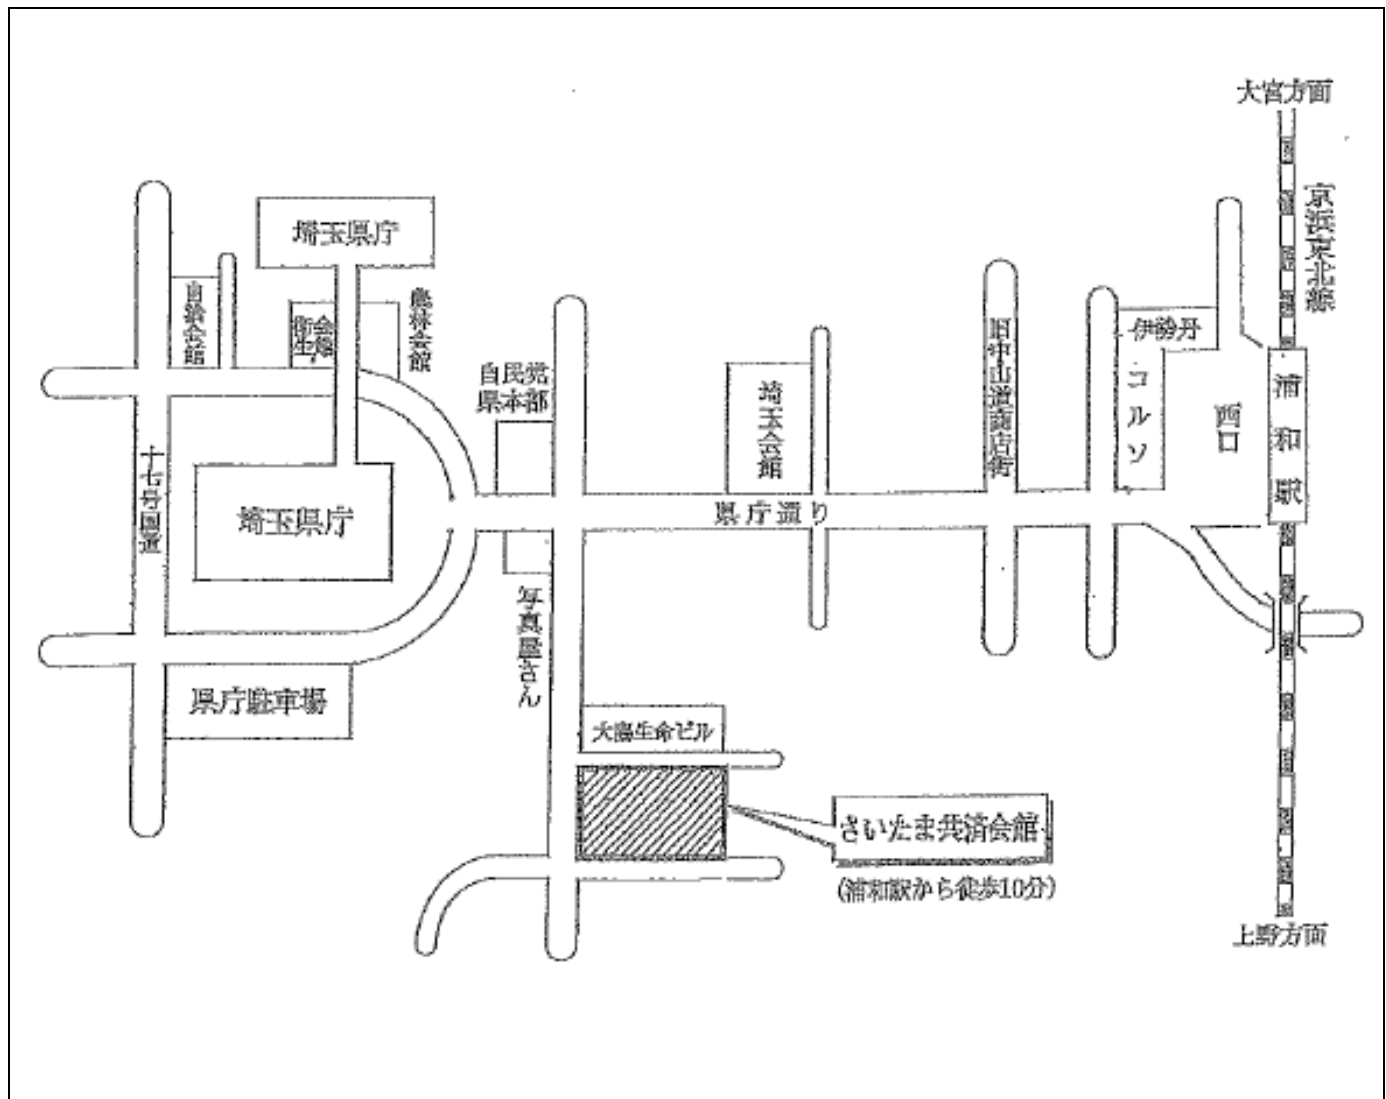 大宮方面
京浜東北線
埼玉県庁
自治会館
衛生会館
農林会館
自民党
県本部
埼玉会館
旧中山道商店街
伊勢丹
コルソ
西口
浦和駅
十七号国道
埼玉県庁
県庁通り
写真屋さん
県庁駐車場
大陽生命ビル
さいたま共済会館
(浦和駅から徒歩10分)
上野方面